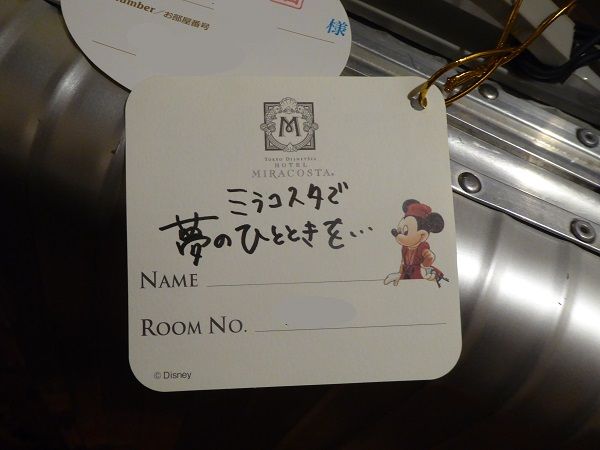 umber／お部屋番号
様
M
TOKYO DISNEYSEA
HOTEL
MIRACOSTA®
ミラコスタで
夢のひとときを…
NAME
ROOM NO.
© Disney